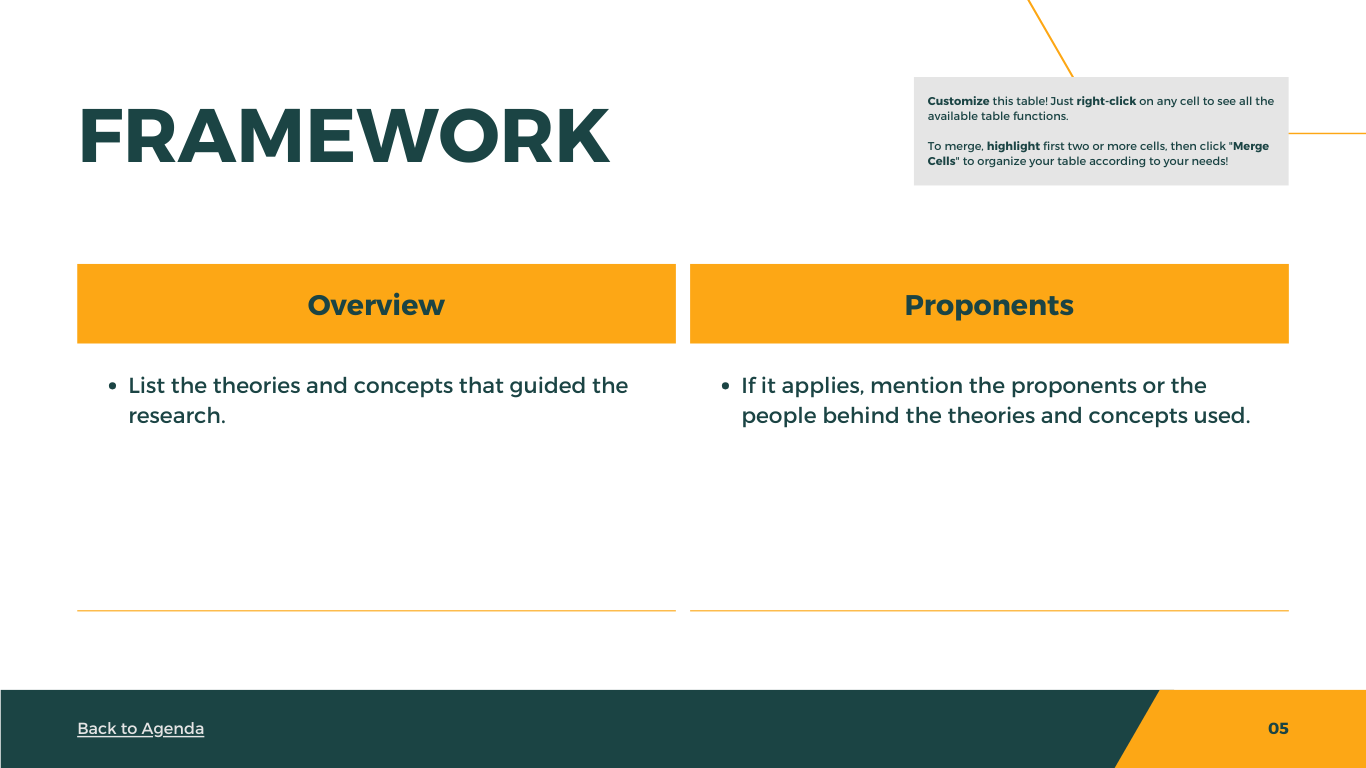 FRAMEWORK
Customize this table! Just right-click on any cell to see all the
available table functions.
To merge, highlight first two or more cells, then click "Merge
Cells" to organize your table according to your needs!
Overview
Proponents
• List the theories and concepts that guided the
research.
• If it applies, mention the proponents or the
people behind the theories and concepts used.
Back to Agenda
05